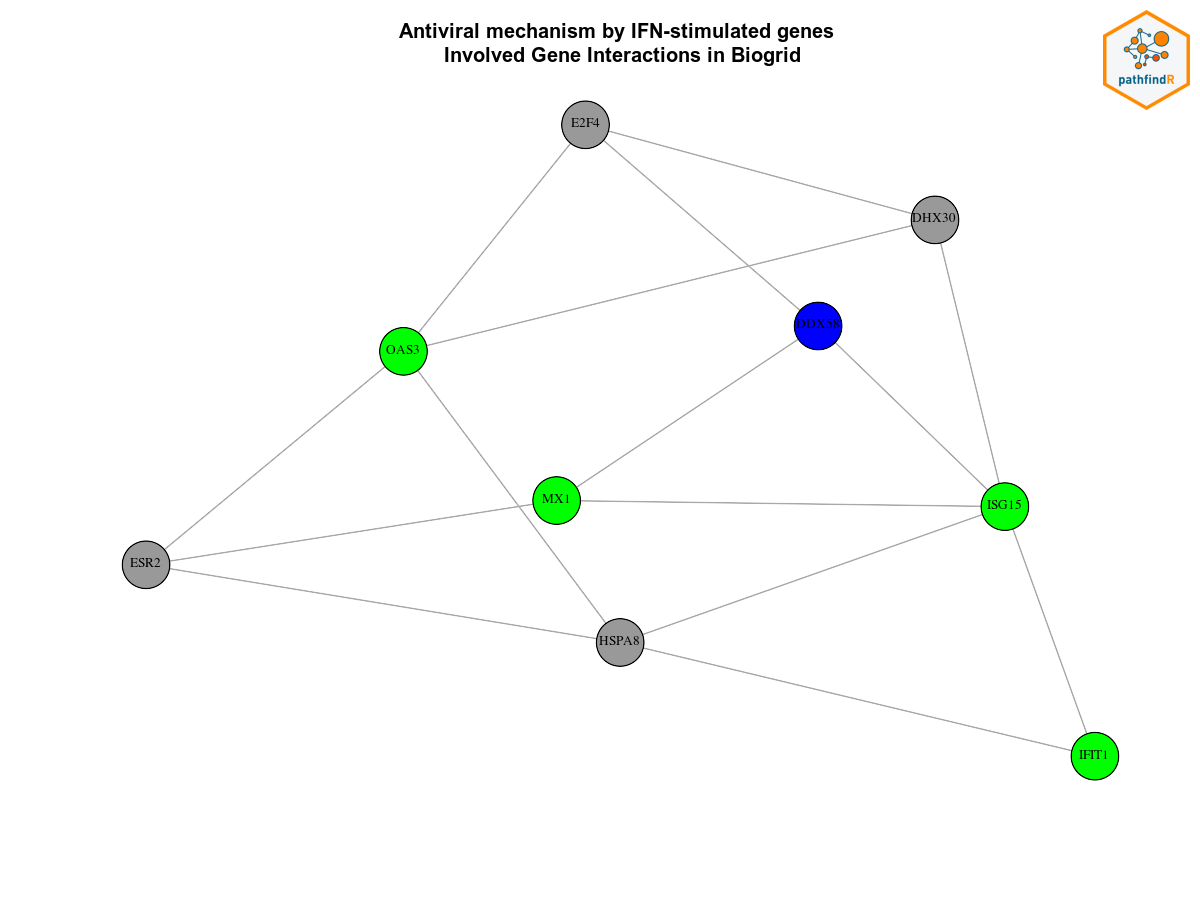 Antiviral mechanism by IFN-stimulated genes
Involved Gene Interactions in Biogrid
pathfindR
E2F4
DHX30
DDX58
OAS3
MX1
ISG15
ESR2
HSPA8
IFIT1